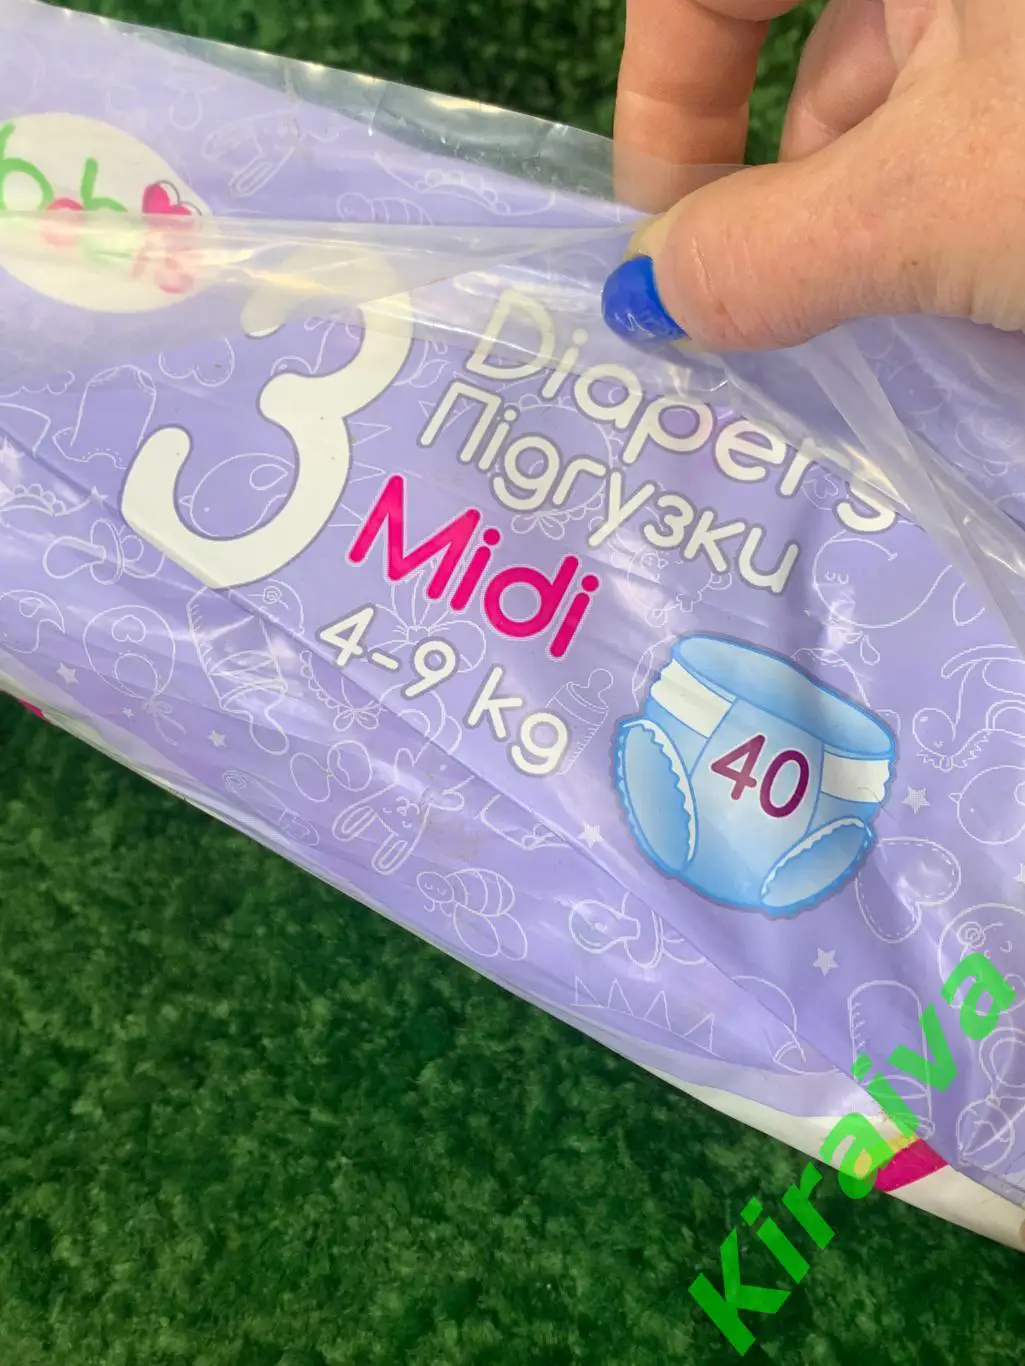 3
Diapers
Підгузки
Midi
4-9 kg
40
Kiraiva